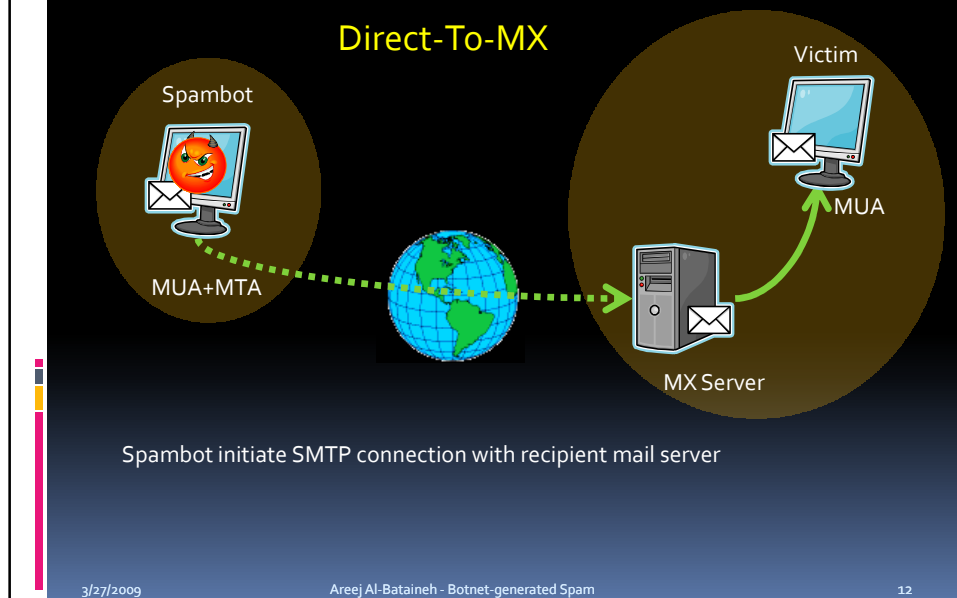 Direct-To-MX
Spambot
Victim
MUA
MUA+MTA
MX Server
Spambot initiate SMTP connection with recipient mail server
3/27/2009
Areej Al-Bataineh - Botnet-generated Spam
12